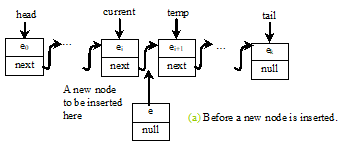 head current temp tail
e0 ... ei ei+1 ... ek
next next next null
A new node
to be inserted
here
e
null
(a) Before a new node is inserted.